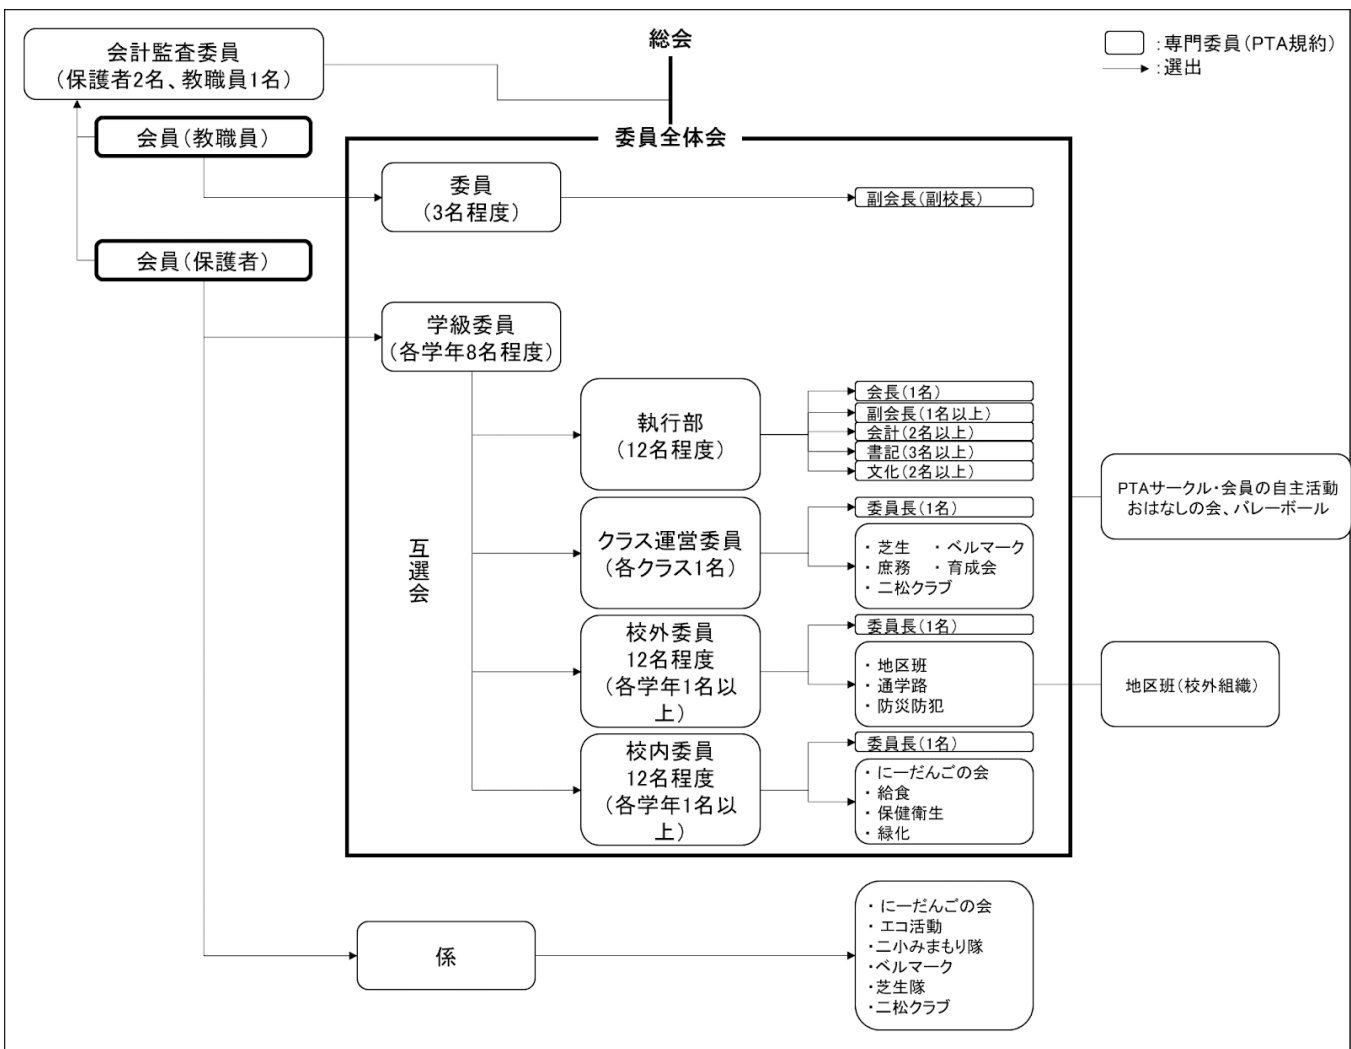 会計監査委員
(保護者2名、教職員1名)
総会
:専門委員(PTA規約)
:選出
会員(教職員)
委員全体会
委員
(3名程度)
副会長(副校長)
会員(保護者)
学級委員
(各学年8名程度)
互選会
執行部
(12名程度)
会長(1名)
副会長(1名以上)
会計(2名以上)
書記(3名以上)
文化(2名以上)
クラス運営委員
(各クラス1名)
委員長(1名)
・芝生 ・ベルマーク
・庶務 ・育成会
・二松クラブ
校外委員
12名程度
(各学年1名以
上)
委員長(1名)
・地区班
・通学路
・防災防犯
校内委員
12名程度
(各学年1名以
上)
委員長(1名)
・にーだんごの会
・給食
・保健衛生
・緑化
PTAサークル・会員の自主活動
おはなしの会、バレーボール
地区班(校外組織)
係
・にーだんごの会
・エコ活動
・二小みまもり隊
・ベルマーク
・芝生隊
・二松クラブ